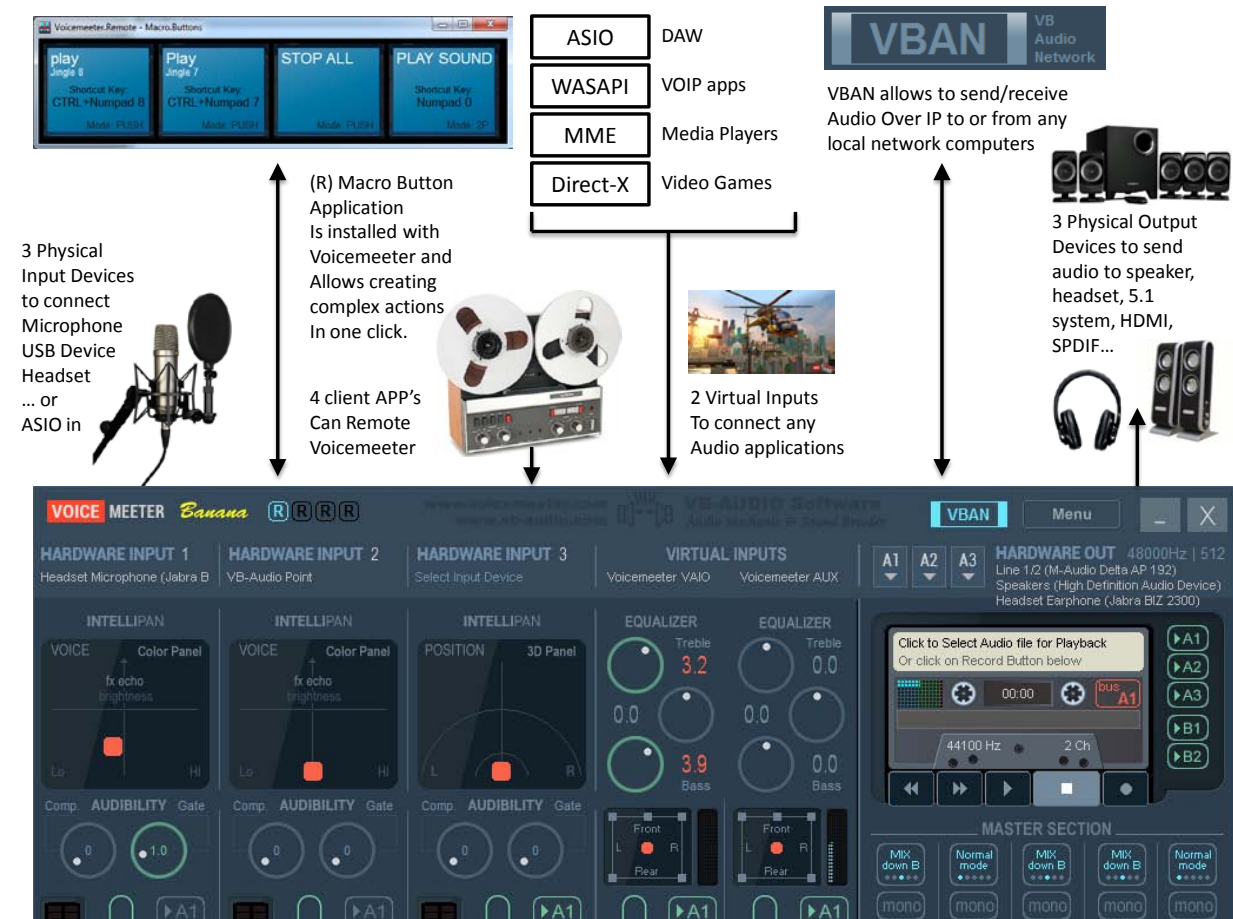 Voicemeeter.Remote - Macro.Buttons
play
Jingle 8
Shortcut Key:
CTRL+Numpad 8
Mode: PUSH
Play
Jingle 7
Shortcut Key:
CTRL+Numpad 7
Mode: PUSH
STOP ALL
Mode: PUSH
PLAY SOUND
Shortcut Key:
Numpad 0
Mode: 2P
ASIO DAW
WASAPI VOIP apps
MME Media Players
Direct-X Video Games
VBAN
VB
Audio
Network
VBAN allows to send/receive
Audio Over IP to or from any
local network computers
(R) Macro Button
Application
Is installed with
Voicemeeter and
Allows creating
complex actions
In one click.
3 Physical
Input Devices
to connect
Microphone
USB Device
Headset
… or
ASIO in
4 client APP's
Can Remote
Voicemeeter
2 Virtual Inputs
To connect any
Audio applications
3 Physical Output
Devices to send
audio to speaker,
headset, 5.1
system, HDMI,
SPDIF…
VOICE MEETER Banana R R R R
www.voicemeeter.com
www.vb-audio.com
VB-AUDIO Software
Audio Mechanic & Sound Breeder
VBAN Menu X
HARDWARE INPUT 1
Headset Microphone (Jabra B
HARDWARE INPUT 2
VB-Audio Point
HARDWARE INPUT 3
Select Input Device
VIRTUAL INPUTS
Voicemeeter VAIO Voicemeeter AUX
A1 A2 A3
HARDWARE OUT 48000Hz | 512
Line 1/2 (M-Audio Delta AP 192)
Speakers (High Definition Audio Device)
Headset Earphone (Jabra BIZ 2300)
INTELLIPAN
VOICE Color Panel
fx echo
brightness
Lo Hi
INTELLIPAN
VOICE Color Panel
fx echo
brightness
Lo Hi
INTELLIPAN
POSITION 3D Panel
L R
EQUALIZER
Treble
3.2
0.0
3.9
Bass
EQUALIZER
Treble
0.0
0.0
0.0
Bass
Click to Select Audio file for Playback
Or click on Record Button below
00:00
bus A1
44100 Hz 2 Ch
A1
A2
A3
B1
B2
Comp. AUDIBILITY Gate
0 1.0
Comp. AUDIBILITY Gate
0 0
Comp. AUDIBILITY Gate
0 0
Front
L R
Rear
Front
L R
Rear
MASTER SECTION
MIX
down B
Normal
mode
MIX
down B
MIX
down B
Normal
mode
A1 A1 A1 A1 A1
mono mono mono mono mono